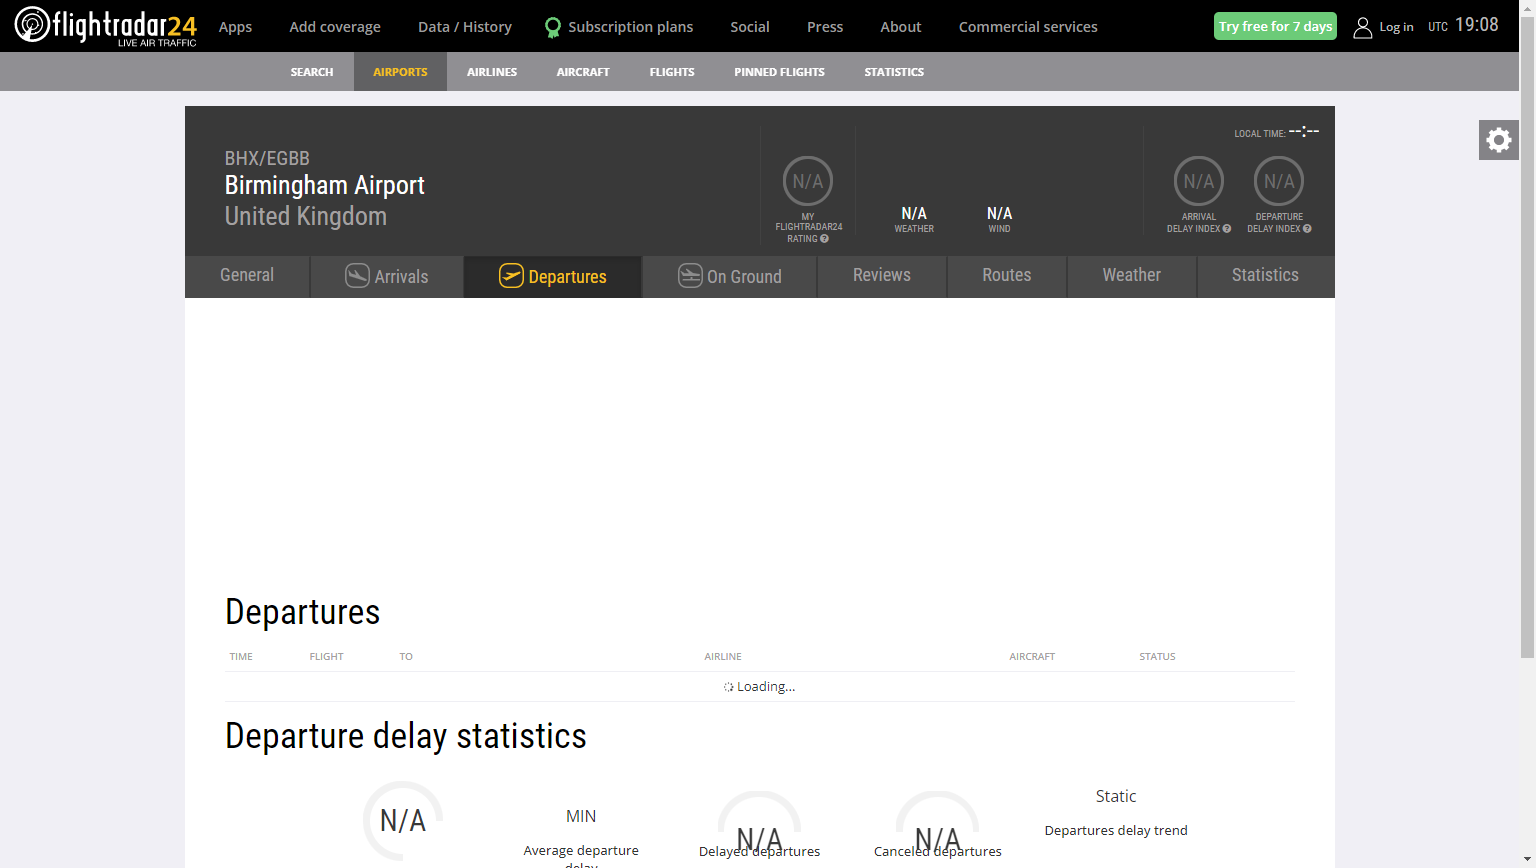 flightradar24
LIVE AIR TRAFFIC
Apps
Add coverage
Data / History
Subscription plans
Social
Press
About
Commercial services
Try free for 7 days
Log in
UTC 19:08
SEARCH
AIRPORTS
AIRLINES
AIRCRAFT
FLIGHTS
PINNED FLIGHTS
STATISTICS
BHX/EGBB
Birmingham Airport
United Kingdom
N/A
MY
FLIGHTRADAR24
RATING ?
N/A
WEATHER
N/A
WIND
LOCAL TIME: --:--
N/A
ARRIVAL
DELAY INDEX ?
N/A
DEPARTURE
DELAY INDEX ?
General
Arrivals
Departures
On Ground
Reviews
Routes
Weather
Statistics
Departures
TIME FLIGHT TO AIRLINE AIRCRAFT STATUS
Loading...
Departure delay statistics
N/A
MIN
Average departure
delay
N/A
Delayed departures
N/A
Canceled departures
Static
Departures delay trend